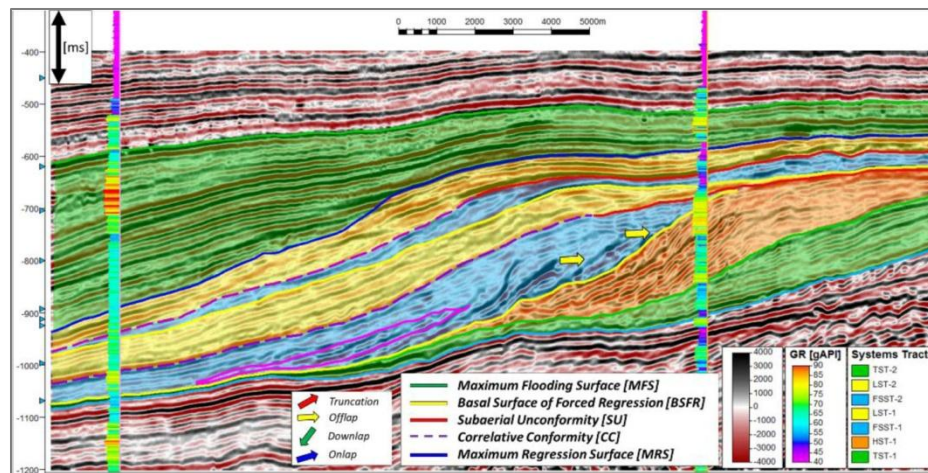 [ms]
0 1000 2000 3000 4000 5000m
-400
-500
-600
-700
-800
-900
-1000
-1100
-1200
Truncation
Offlap
Downlap
Onlap
Maximum Flooding Surface [MFS]
Basal Surface of Forced Regression [BSFR]
Subaerial Unconformity [SU]
Correlative Conformity [CC]
Maximum Regression Surface [MRS]
4000
3000
2000
1000
0
-1000
-2000
-3000
-4000
GR [gAPI]
90
85
80
75
70
65
60
55
50
45
40
Systems Tract
TST-2
LST-2
FSST-2
LST-1
FSST-1
HST-1
TST-1